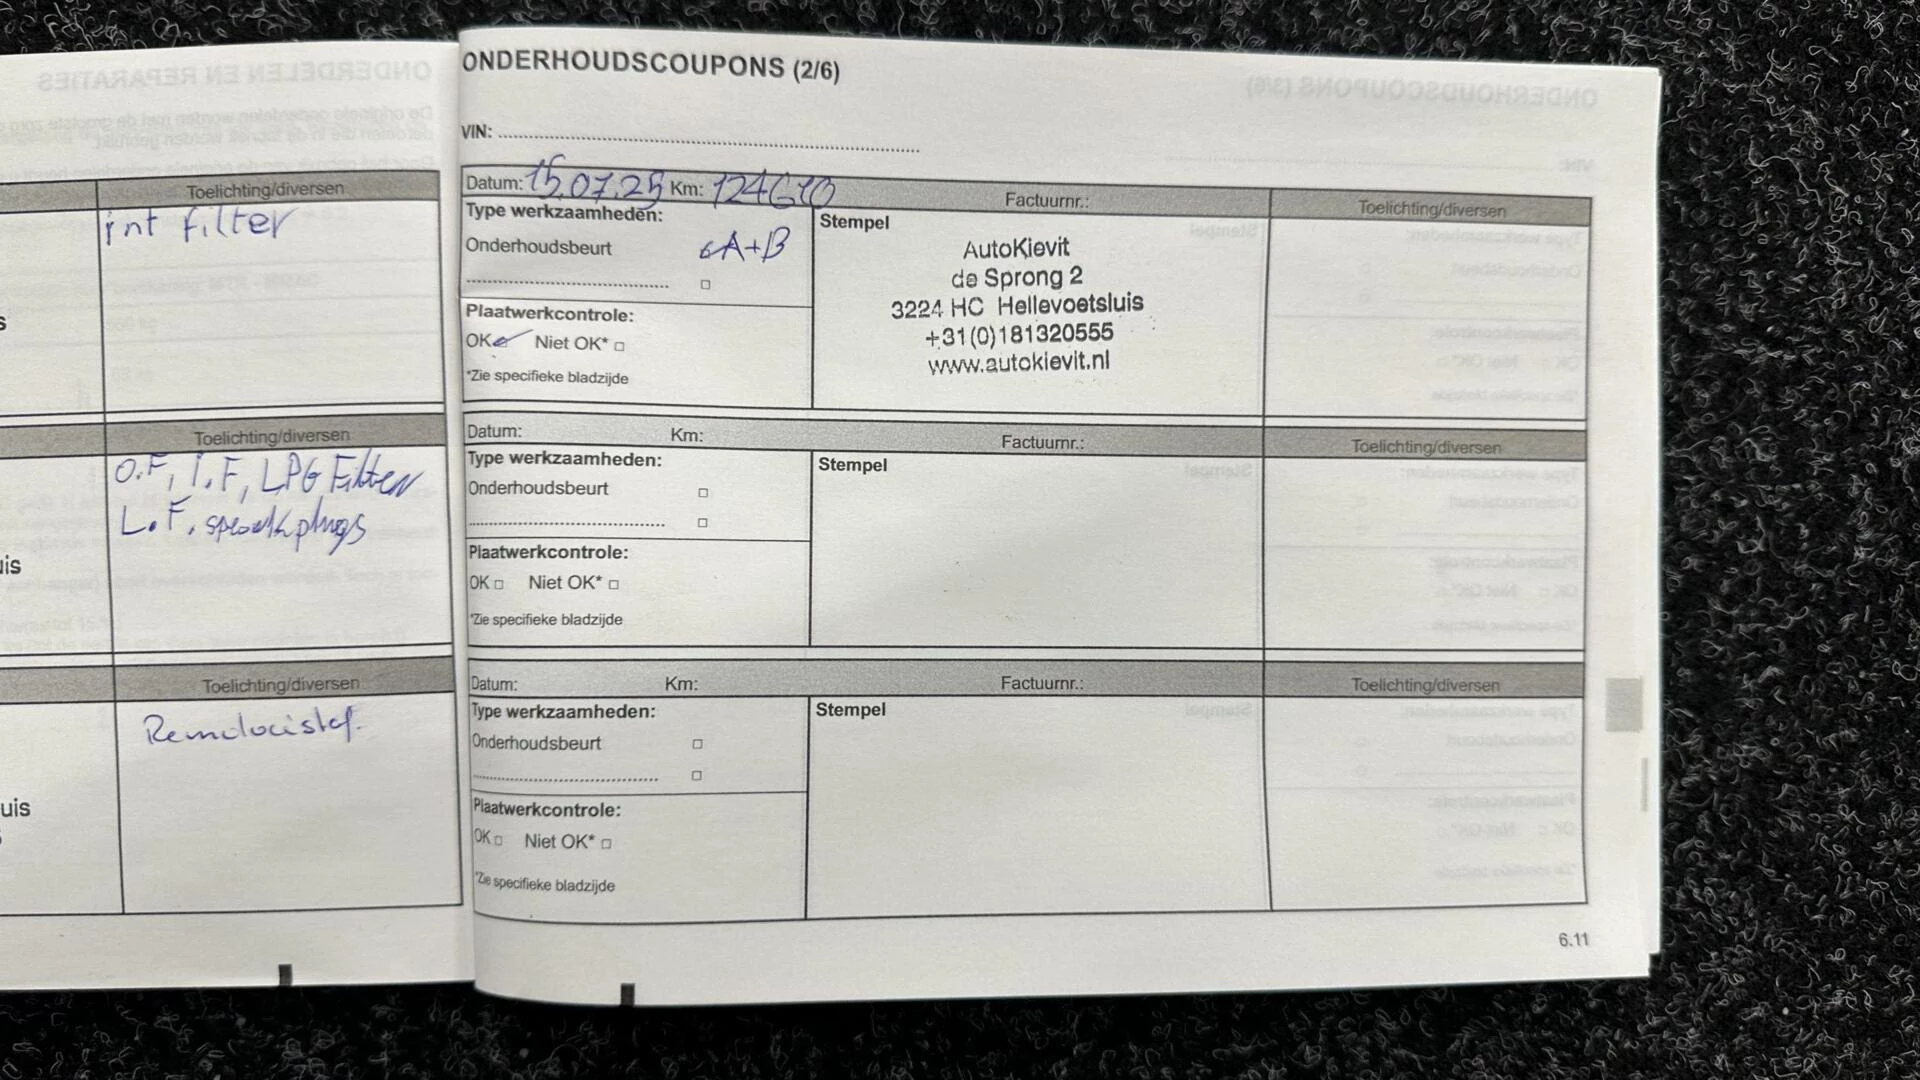 Toelichting/diversen
int filter
s
Toelichting/diversen
O.F, I.F, LPG Filter
L.F, sparkplugs
uis
Toelichting/diversen
Remvloeistof.
uis
ONDERHOUDSCOUPONS (2/6)
VIN:
Datum: 15.07.25 Km: 124610 Factuurnr.: Toelichting/diversen
Type werkzaamheden:
Onderhoudsbeurt A+B
Plaatwerkcontrole:
OK Niet OK*
*Zie specifieke bladzijde
Stempel
AutoKievit
de Sprong 2
3224 HC Hellevoetsluis
+31(0)181320555
www.autokievit.nl
Datum: Km: Factuurnr.: Toelichting/diversen
Type werkzaamheden:
Onderhoudsbeurt
Plaatwerkcontrole:
OK Niet OK*
*Zie specifieke bladzijde
Stempel
Datum: Km: Factuurnr.: Toelichting/diversen
Type werkzaamheden:
Onderhoudsbeurt
Plaatwerkcontrole:
OK Niet OK*
*Zie specifieke bladzijde
Stempel
6.11